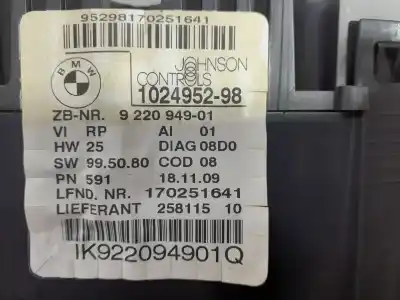 95298170251641
BMW
JOHNSON
CONTROLS
1024952-98
ZB-NR. 9 220 949-01
VI RP AI 01
HW 25 DIAG 08D0
SW 99.50.80 COD 08
PN 591 18.11.09
LFND. NR. 170251641
LIEFERANT 258115 10
IK922094901Q